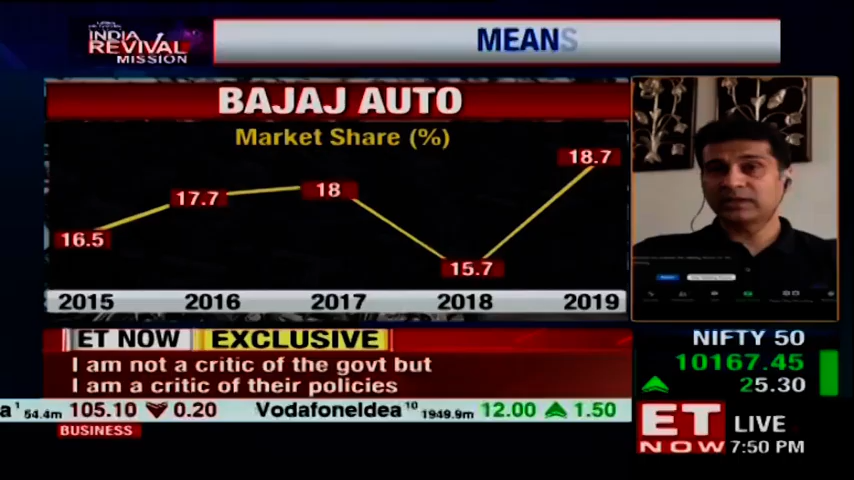 INDIA
REVIVAL
MISSION
MEANS
BAJAJ AUTO
Market Share (%)
16.5
17.7
18
15.7
18.7
2015 2016 2017 2018 2019
ET NOW EXCLUSIVE
I am not a critic of the govt but
I am a critic of their policies
NIFTY 50
10167.45
25.30
a¹ 54.4m 105.10 0.20 VodafoneIdea¹⁰ 1949.9m 12.00 1.50
BUSINESS
ET NOW
LIVE
7:50 PM